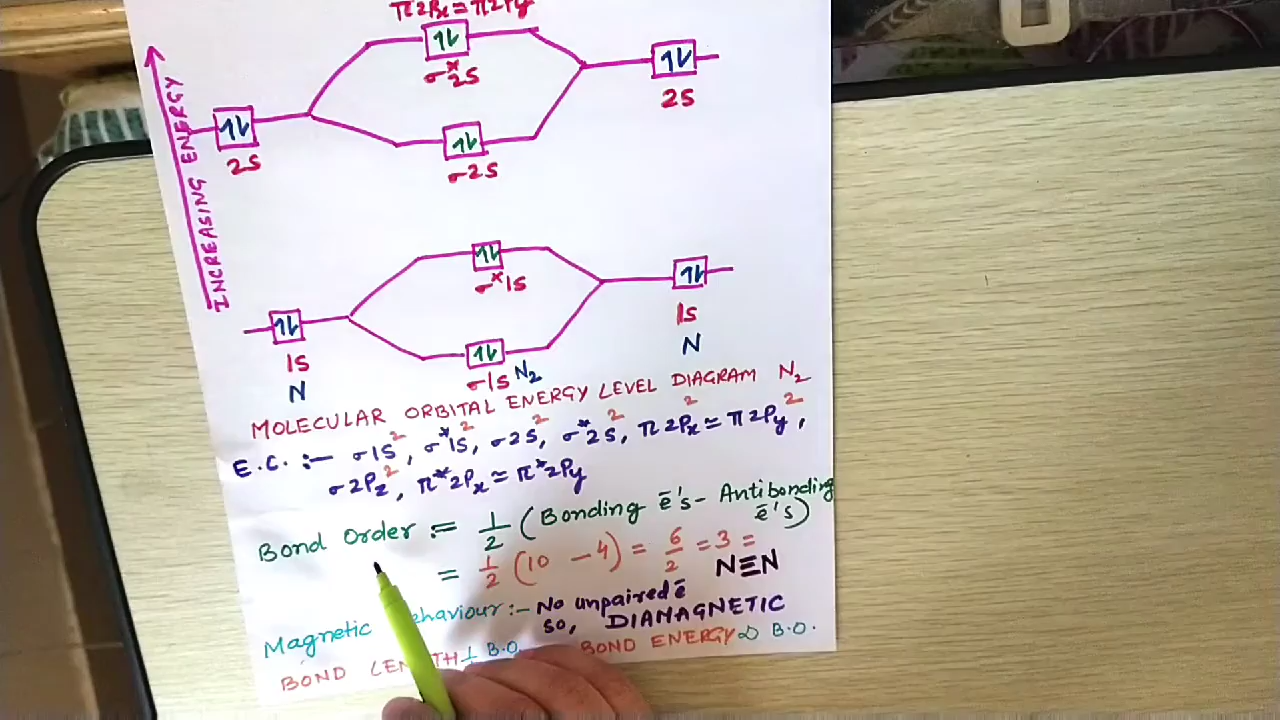 π2Px = π2Py
σ*2S
2S
2S
σ2S
INCREASING ENERGY
σ*1S
1S
N
1S
N
σ1S N2
MOLECULAR ORBITAL ENERGY LEVEL DIAGRAM N2
E.C. :- σ1S², σ*1S², σ2S², σ*2S², π2Px² ≃ π2Py²,
σ2Pz², π*2Px ≃ π*2Py
Bond Order := 1/2 (Bonding ē's - Antibonding
ē's)
= 1/2 (10 - 4) = 6/2 = 3 =
N≡N
Magnetic Behaviour :- No unpaired ē
so, DIAMAGNETIC
BOND LENGTH B.O. BOND ENERGY ∝ B.O.